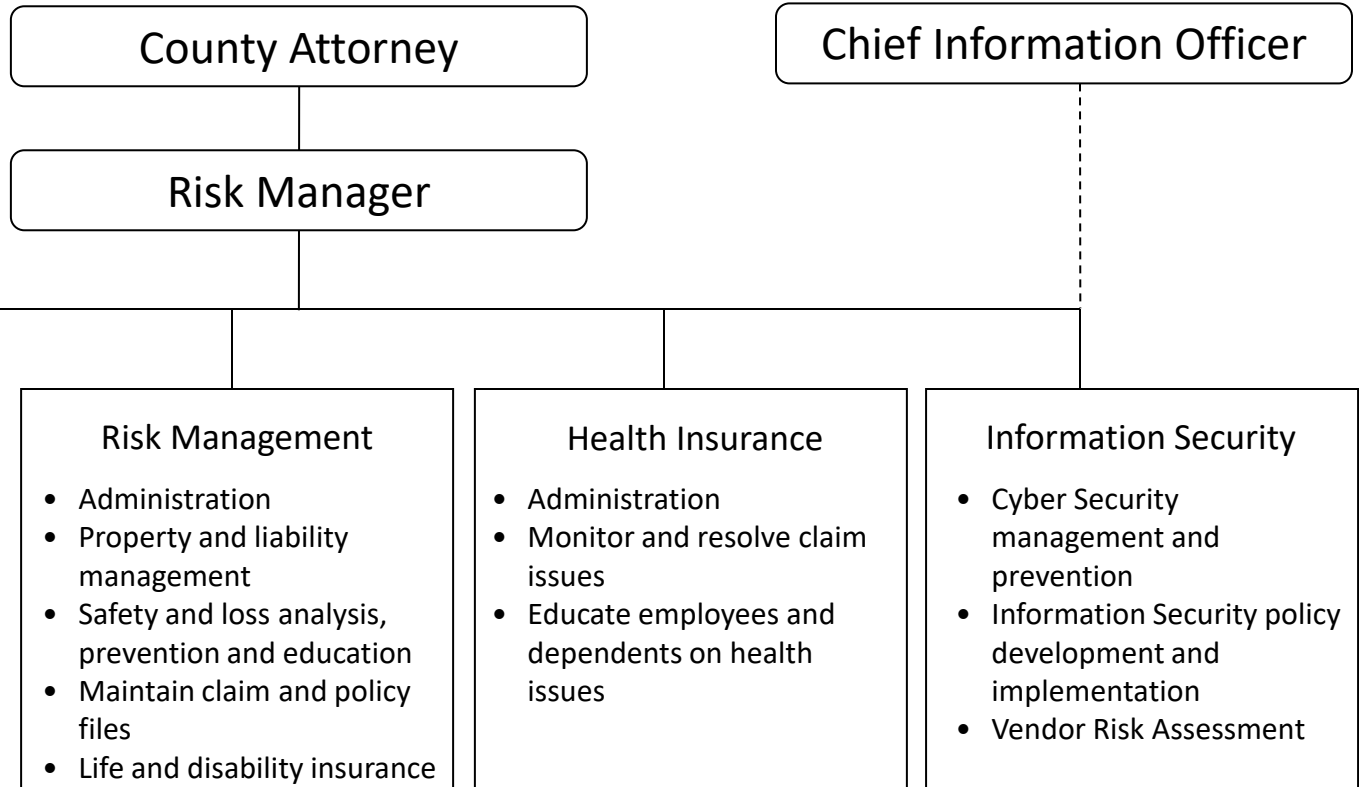 County Attorney
Chief Information Officer
Risk Manager
Risk Management
• Administration
• Property and liability
management
• Safety and loss analysis,
prevention and education
• Maintain claim and policy
files
• Life and disability insurance
Health Insurance
• Administration
• Monitor and resolve claim
issues
• Educate employees and
dependents on health
issues
Information Security
• Cyber Security
management and
prevention
• Information Security policy
development and
implementation
• Vendor Risk Assessment